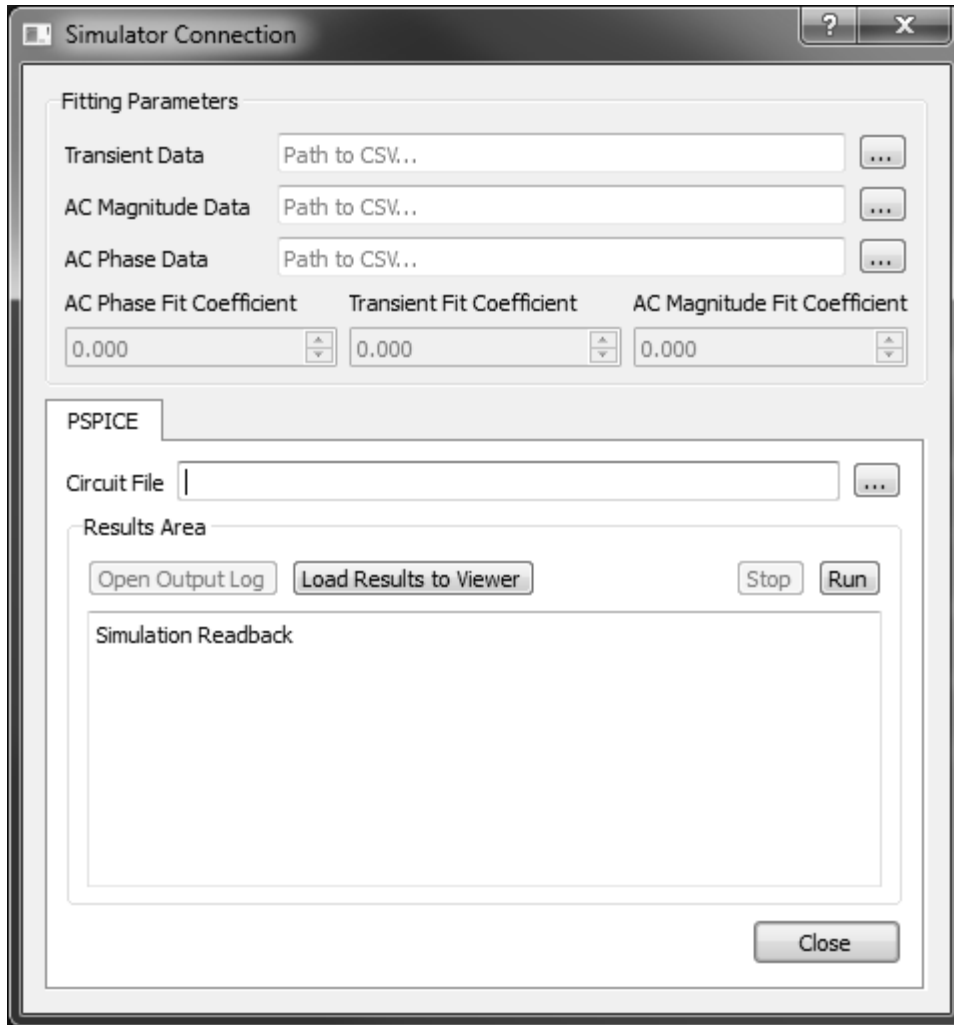 Simulator Connection
?
X
Fitting Parameters
Transient Data Path to CSV... ...
AC Magnitude Data Path to CSV... ...
AC Phase Data Path to CSV... ...
AC Phase Fit Coefficient Transient Fit Coefficient AC Magnitude Fit Coefficient
0.000 0.000 0.000
PSPICE
Circuit File ...
Results Area
Open Output Log Load Results to Viewer Stop Run
Simulation Readback
Close